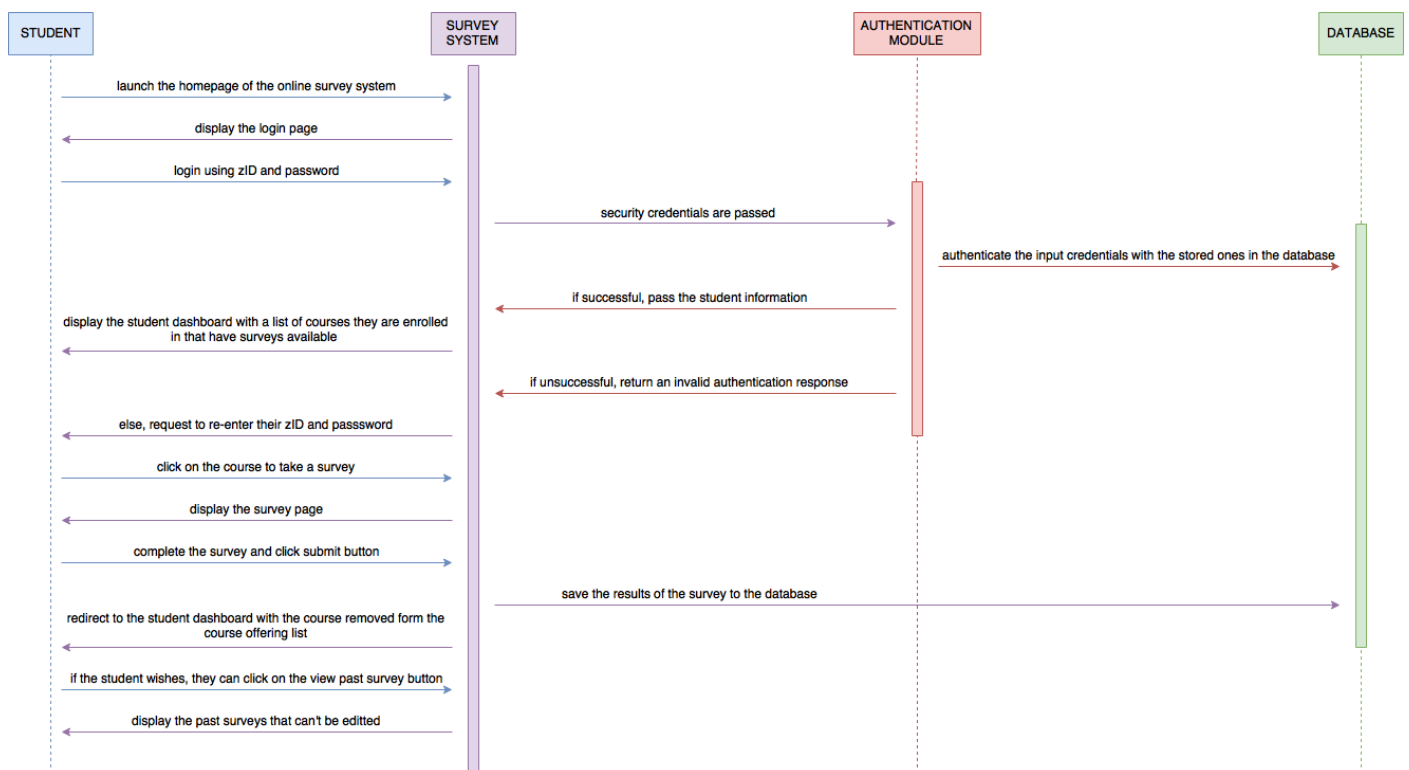 STUDENT
SURVEY
SYSTEM
AUTHENTICATION
MODULE
DATABASE
launch the homepage of the online survey system
display the login page
login using zID and password
security credentials are passed
authenticate the input credentials with the stored ones in the database
if successful, pass the student information
display the student dashboard with a list of courses they are enrolled
in that have surveys available
if unsuccessful, return an invalid authentication response
else, request to re-enter their zID and passsword
click on the course to take a survey
display the survey page
complete the survey and click submit button
save the results of the survey to the database
redirect to the student dashboard with the course removed form the
course offering list
if the student wishes, they can click on the view past survey button
display the past surveys that can't be editted